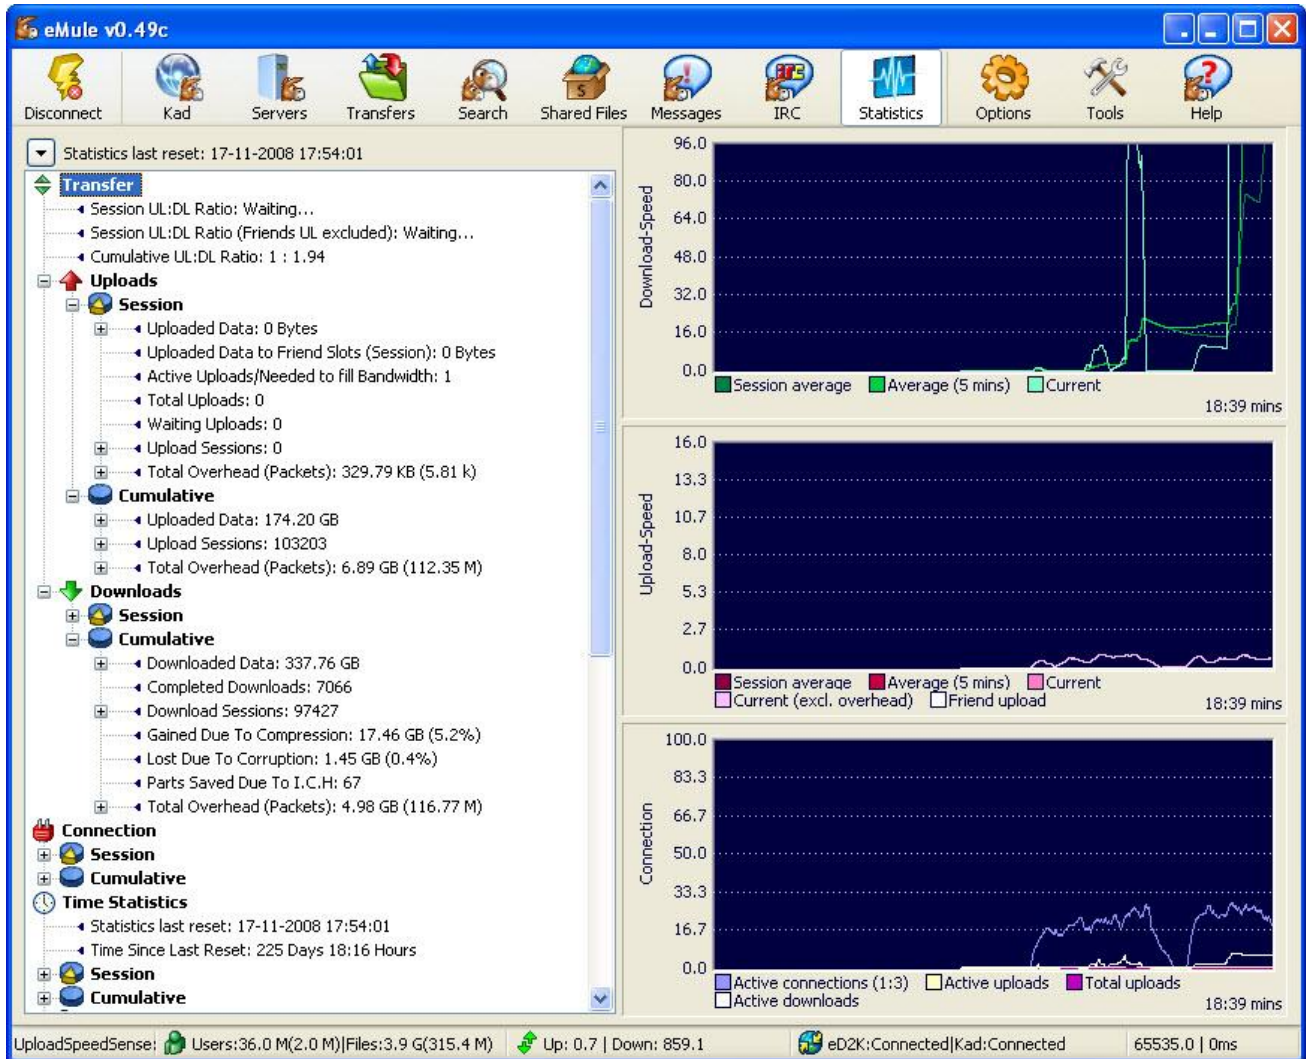 eMule v0.49c
Disconnect Kad Servers Transfers Search Shared Files Messages IRC Statistics Options Tools Help
Statistics last reset: 17-11-2008 17:54:01
Transfer
Session UL:DL Ratio: Waiting...
Session UL:DL Ratio (Friends UL excluded): Waiting...
Cumulative UL:DL Ratio: 1 : 1.94
Uploads
Session
Uploaded Data: 0 Bytes
Uploaded Data to Friend Slots (Session): 0 Bytes
Active Uploads/Needed to fill Bandwidth: 1
Total Uploads: 0
Waiting Uploads: 0
Upload Sessions: 0
Total Overhead (Packets): 329.79 KB (5.81 k)
Cumulative
Uploaded Data: 174.20 GB
Upload Sessions: 103203
Total Overhead (Packets): 6.89 GB (112.35 M)
Downloads
Session
Cumulative
Downloaded Data: 337.76 GB
Completed Downloads: 7066
Download Sessions: 97427
Gained Due To Compression: 17.46 GB (5.2%)
Lost Due To Corruption: 1.45 GB (0.4%)
Parts Saved Due To I.C.H: 67
Total Overhead (Packets): 4.98 GB (116.77 M)
Connection
Session
Cumulative
Time Statistics
Statistics last reset: 17-11-2008 17:54:01
Time Since Last Reset: 225 Days 18:16 Hours
Session
Cumulative
Download-Speed
96.0
80.0
64.0
48.0
32.0
16.0
0.0
Session average Average (5 mins) Current
18:39 mins
Upload-Speed
16.0
13.3
10.7
8.0
5.3
2.7
0.0
Session average Average (5 mins) Current
Current (excl. overhead) Friend upload
18:39 mins
Connection
100.0
83.3
66.7
50.0
33.3
16.7
0.0
Active connections (1:3) Active uploads Total uploads
Active downloads
18:39 mins
UploadSpeedSense: Users:36.0 M(2.0 M)|Files:3.9 G(315.4 M) Up: 0.7 | Down: 859.1 eD2K:Connected|Kad:Connected 65535.0 | 0ms